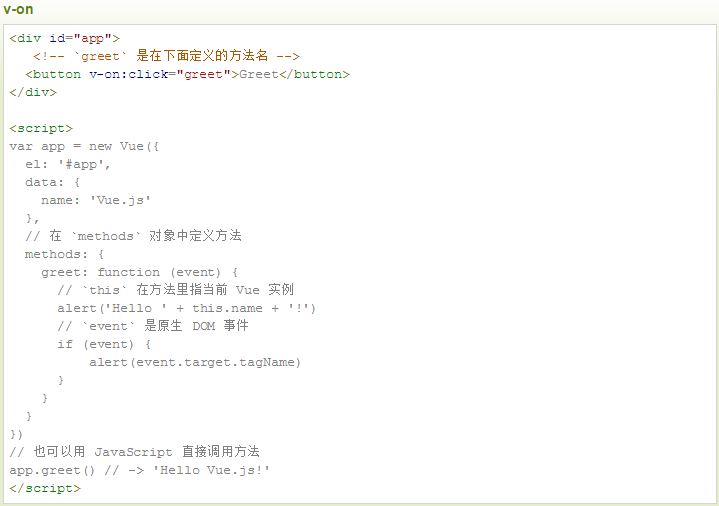 v-on
<div id="app">
   <!-- `greet` 是在下面定义的方法名 -->
  <button v-on:click="greet">Greet</button>
</div>

<script>
var app = new Vue({
  el: '#app',
  data: {
    name: 'Vue.js'
  },
  // 在 `methods` 对象中定义方法
  methods: {
    greet: function (event) {
      // `this` 在方法里指当前 Vue 实例
      alert('Hello ' + this.name + '!')
      // `event` 是原生 DOM 事件
      if (event) {
          alert(event.target.tagName)
      }
    }
  }
})
// 也可以用 JavaScript 直接调用方法
app.greet() // -> 'Hello Vue.js!'
</script>